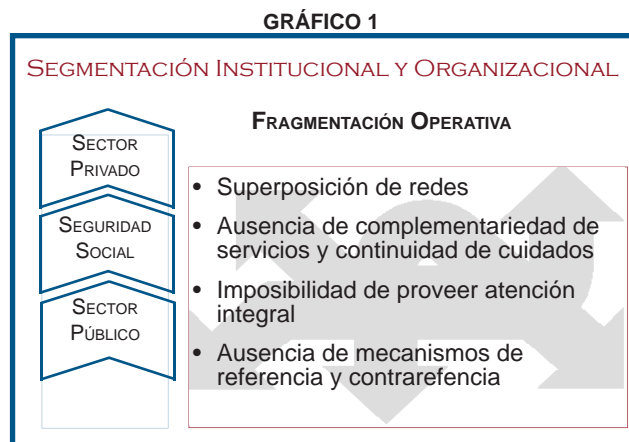 GRÁFICO 1
SEGMENTACIÓN INSTITUCIONAL Y ORGANIZACIONAL
FRAGMENTACIÓN OPERATIVA
SECTOR
PRIVADO
SEGURIDAD
SOCIAL
SECTOR
PÚBLICO
• Superposición de redes
• Ausencia de complementariedad de
servicios y continuidad de cuidados
• Imposibilidad de proveer atención
integral
• Ausencia de mecanismos de
referencia y contrarefencia